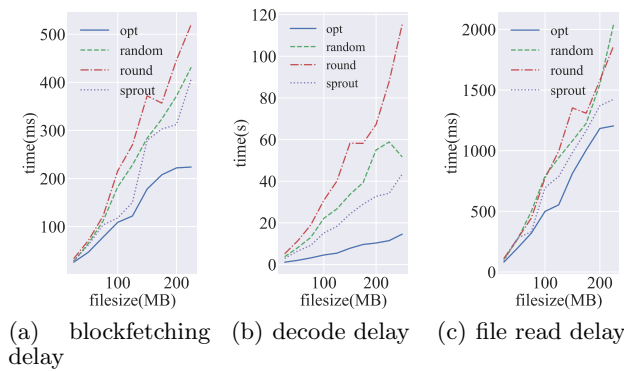 opt
random
round
sprout
500
400
300
200
100
time(ms)
100 200
filesize(MB)
(a) blockfetching
delay
opt
random
round
sprout
120
100
80
60
40
20
0
time(s)
100 200
filesize(MB)
(b) decode delay
opt
random
round
sprout
2000
1500
1000
500
0
time(ms)
100 200
filesize(MB)
(c) file read delay